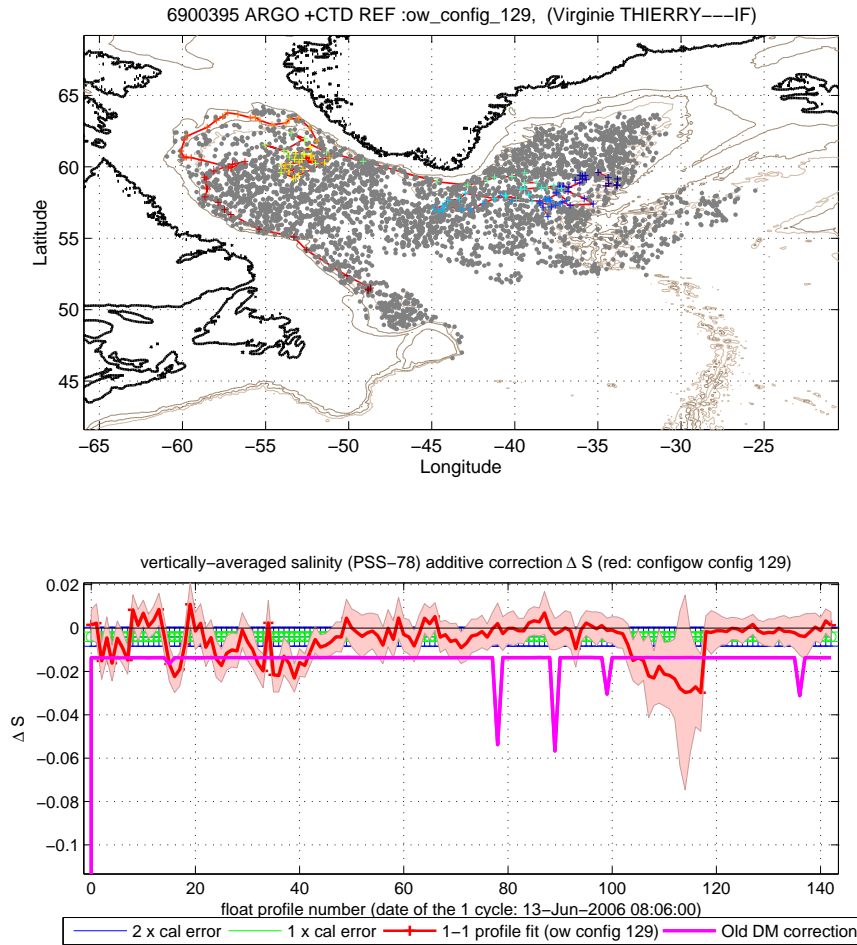 6900395 ARGO +CTD REF :ow_config_129,  (Virginie THIERRY−−−IF)
65
60
55
50
45
Latitude
−65 −60 −55 −50 −45 −40 −35 −30 −25
Longitude
vertically−averaged salinity (PSS−78) additive correction Δ S (red: configow config 129)
0.02
0
−0.02
−0.04
−0.06
−0.08
−0.1
Δ S
0 20 40 60 80 100 120 140
float profile number (date of the 1 cycle: 13−Jun−2006 08:06:00)
2 x cal error 1 x cal error 1−1 profile fit (ow config 129) Old DM correction